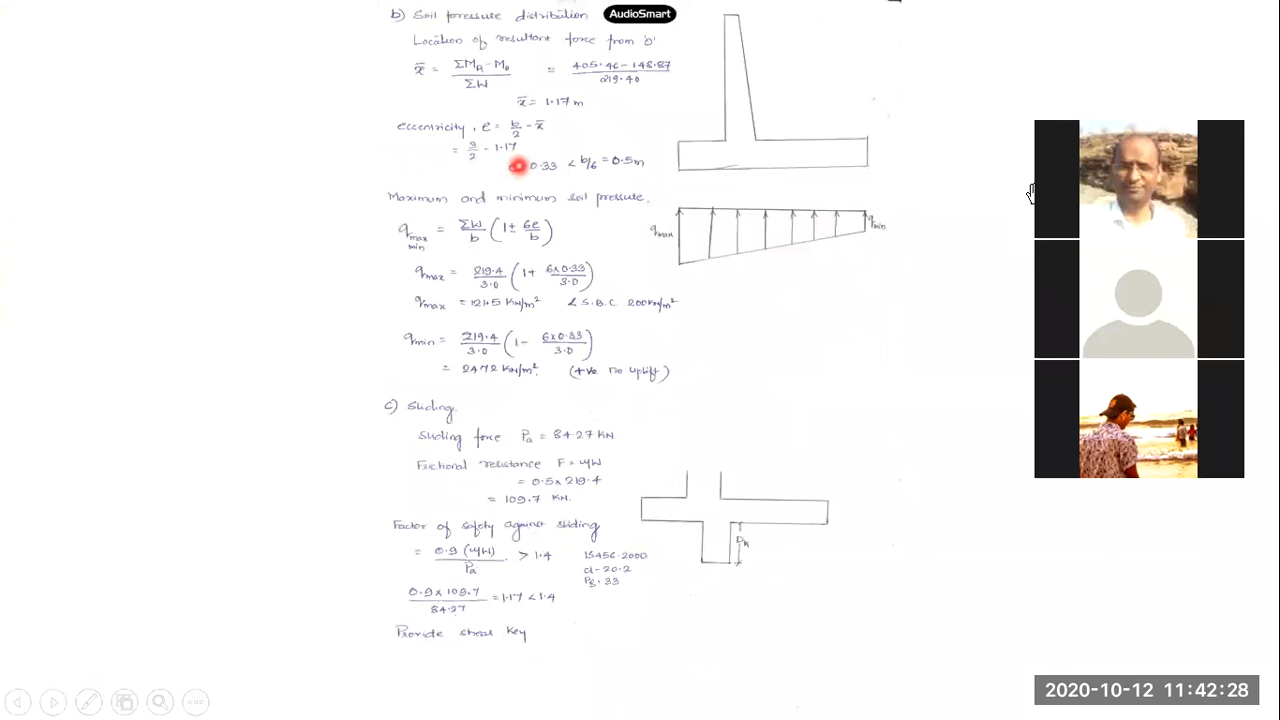 b) Soil pressure distribution
AudioSmart
Location of resultant force from 'o'
x̄ = ΣM_R - M_o / ΣW = 405.46 - 148.87 / 219.40
x̄ = 1.17 m
eccentricity, e = b/2 - x̄
= 3/2 - 1.17
0.33 < b/6 = 0.5m
Maximum and minimum soil pressure.
q_max min = ΣW/b (1 ± 6e/b)
q_max = 219.4/3.0 (1 + 6x0.33/3.0)
q_max = 121.5 KN/m² < S.B.C 200KN/m²
q_min = 219.4/3.0 (1 - 6x0.33/3.0)
= 24.72 KN/m². (+ve. no uplift)
q_max
q_min
c) Sliding.
Sliding force P_a = 84.27 KN.
Frictional resistance F = μW
= 0.5 x 219.4
= 109.7 KN.
Factor of safety against sliding
= 0.9 (μW) / P_a > 1.4
IS456.2000
cl-20.2
Pg. 33
0.9 x 109.7 / 84.27 = 1.17 < 1.4
Provide shear key
D_k
2020-10-12 11:42:28